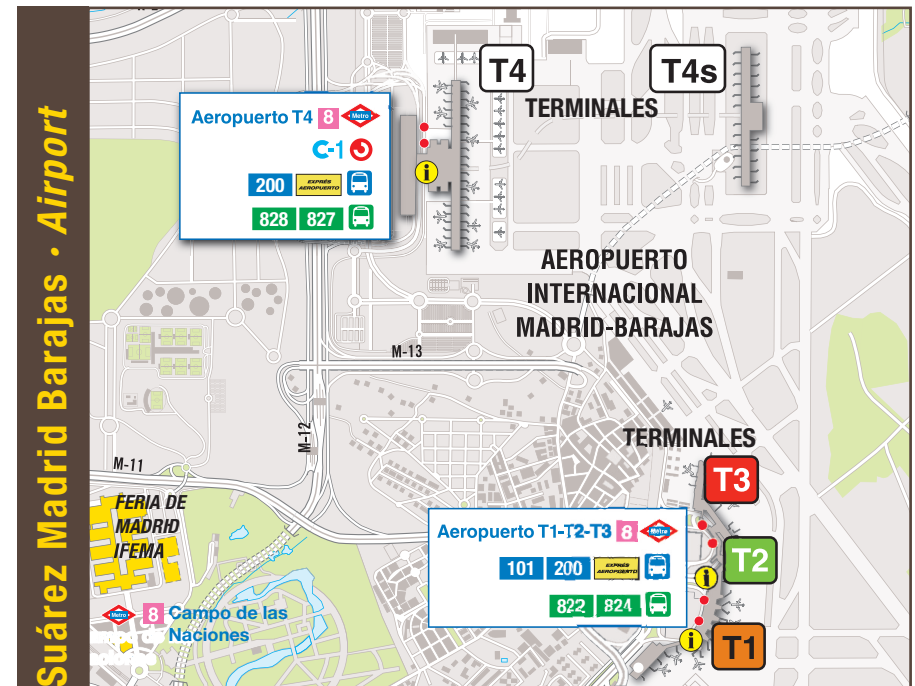 Suárez Madrid Barajas · Airport
T4
T4s
TERMINALES
Aeropuerto T4 8 Metro
C-1
200 EXPRÉS AEROPUERTO
828 827
i
AEROPUERTO
INTERNACIONAL
MADRID-BARAJAS
M-13
M-12
M-11
TERMINALES
T3
FERIA DE
MADRID
IFEMA
Aeropuerto T1-T2-T3 8 Metro
101 200 EXPRÉS AEROPUERTO
822 824
i
T2
i
T1
Metro 8 Campo de las
Naciones